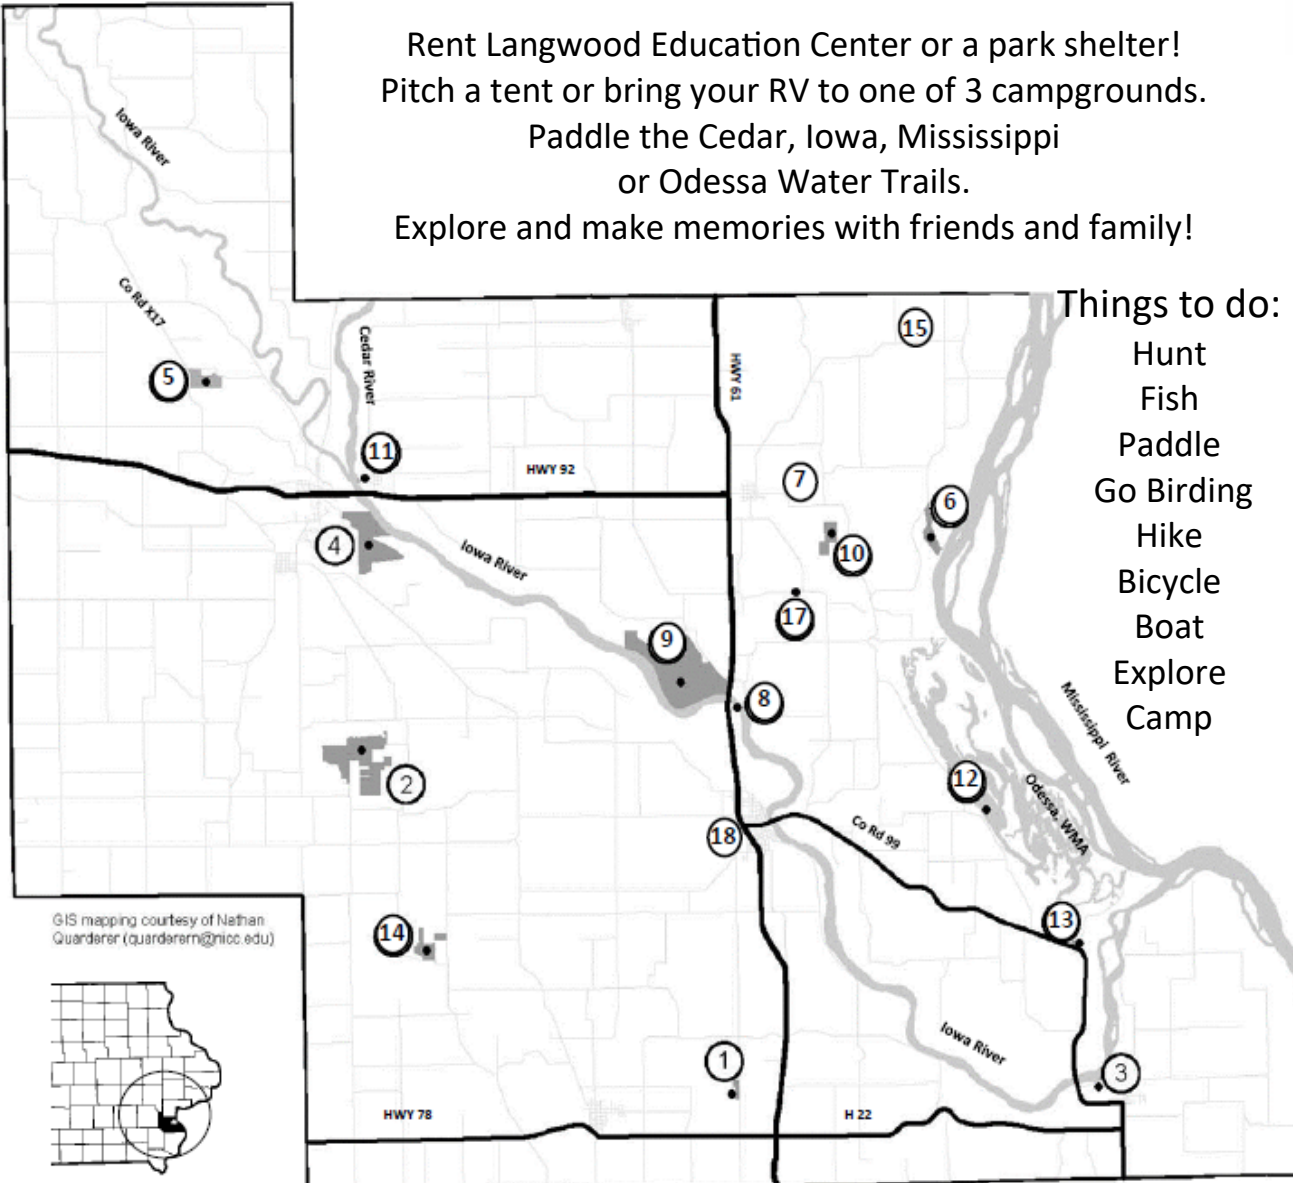 Rent Langwood Education Center or a park shelter!
Pitch a tent or bring your RV to one of 3 campgrounds.
Paddle the Cedar, Iowa, Mississippi
or Odessa Water Trails.
Explore and make memories with friends and family!
Things to do:
Hunt
Fish
Paddle
Go Birding
Hike
Bicycle
Boat
Explore
Camp
Iowa River
Co Rd X17
Cedar River
HWY 61
15
5
11
HWY 92
7
6
4
Iowa River
10
17
9
8
Mississippi River
2
12
Odessa, WMA
18
Co Rd 99
GIS mapping courtesy of Nathan
Quarderer (quarderern@nicc.edu)
14
13
Iowa River
1
3
HWY 78
H 22